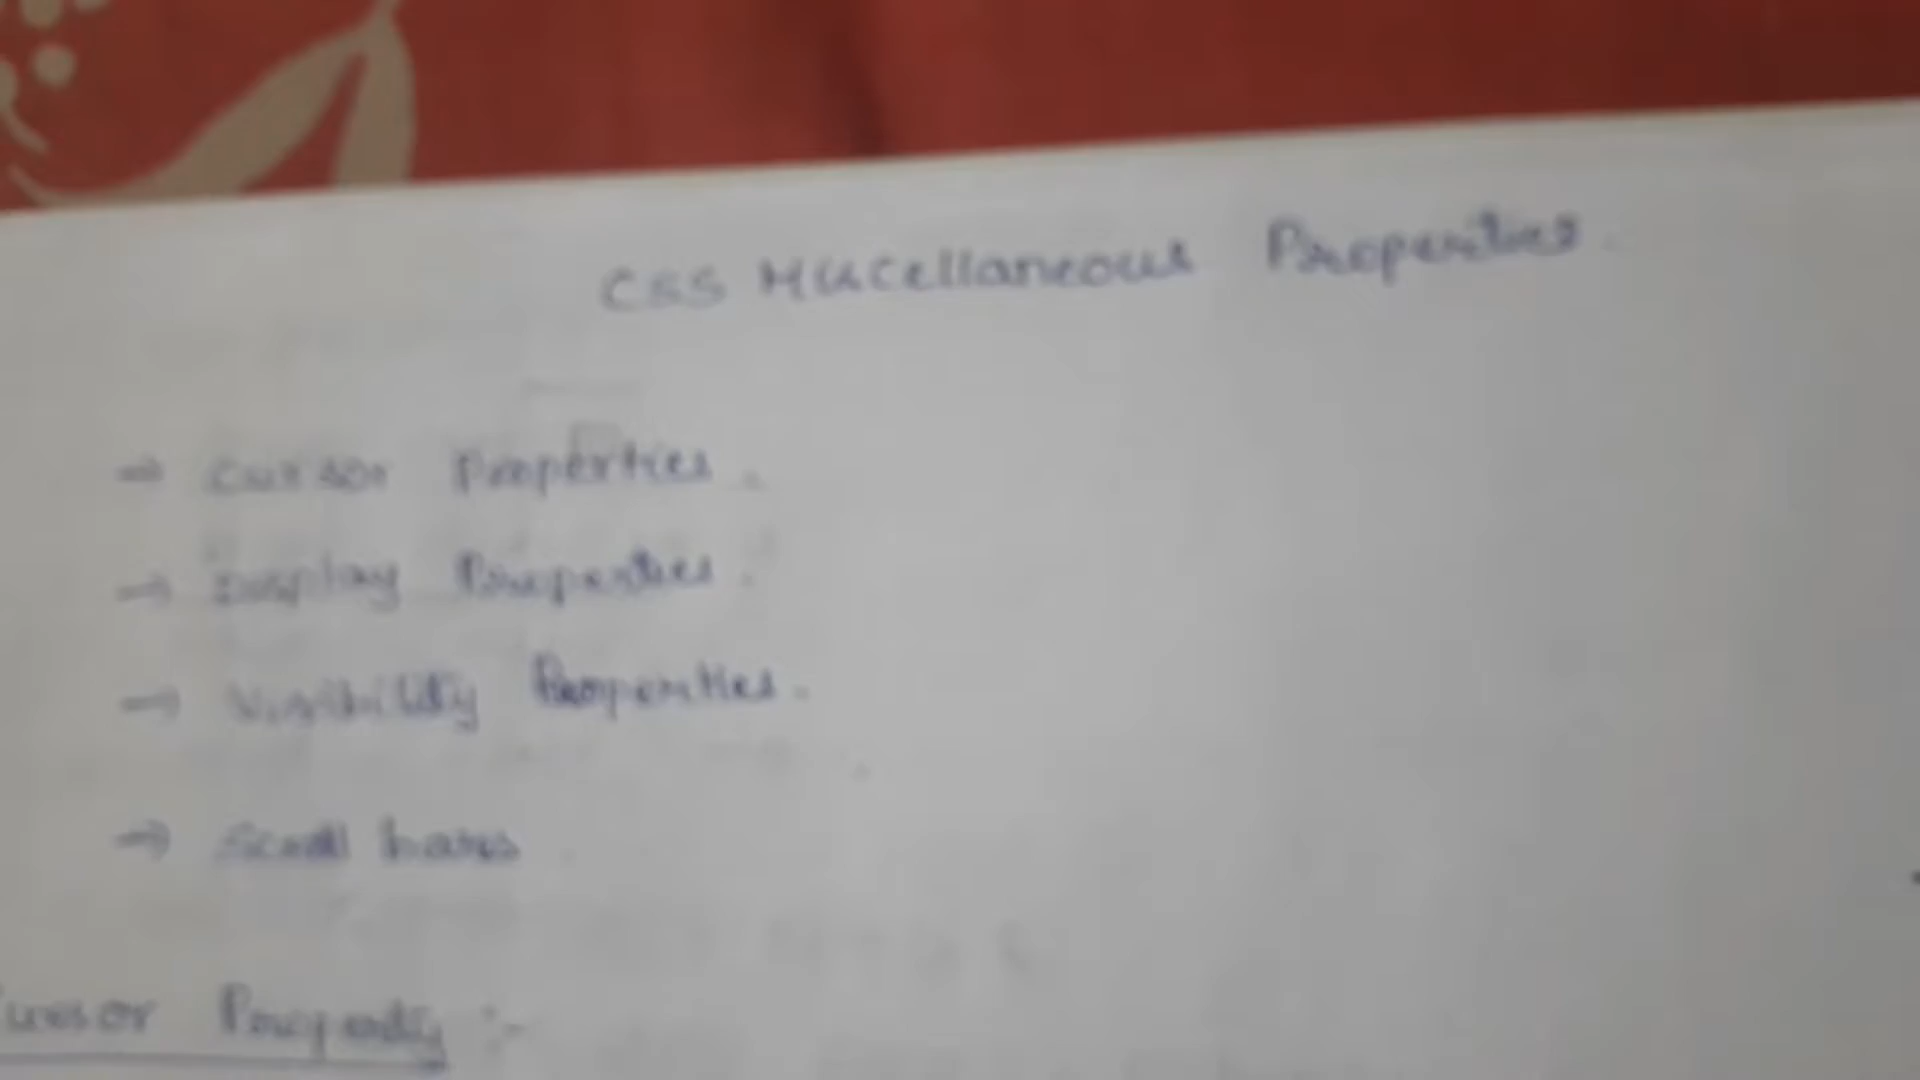 CSS Miscellaneous Properties.
→ Cursor Properties.
→ Display Properties.
→ Visibility Properties.
→ Scroll bars
Cursor Property :-